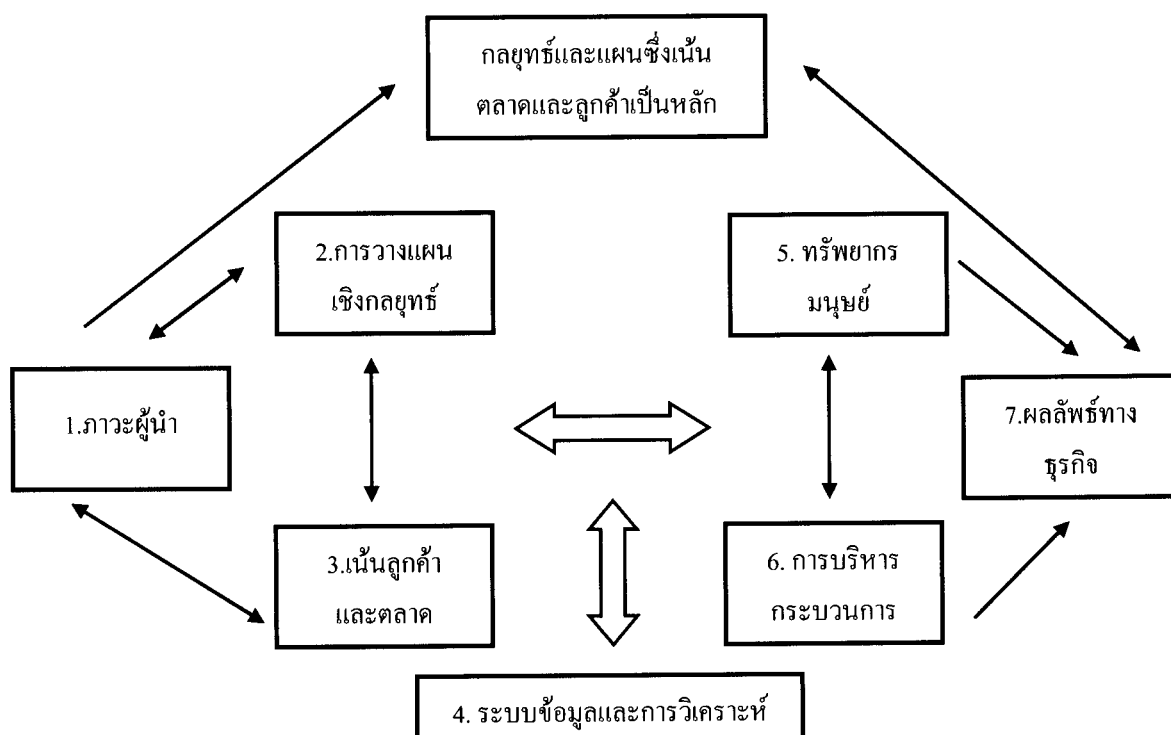 กลยุทธ์และแผนซึ่งเน้น
ตลาดและลูกค้าเป็นหลัก
2.การวางแผน
เชิงกลยุทธ์
5. ทรัพยากร
มนุษย์
1.ภาวะผู้นำ
7.ผลลัพธ์ทาง
ธุรกิจ
3.เน้นลูกค้า
และตลาด
6. การบริหาร
กระบวนการ
4. ระบบข้อมูลและการวิเคราะห์